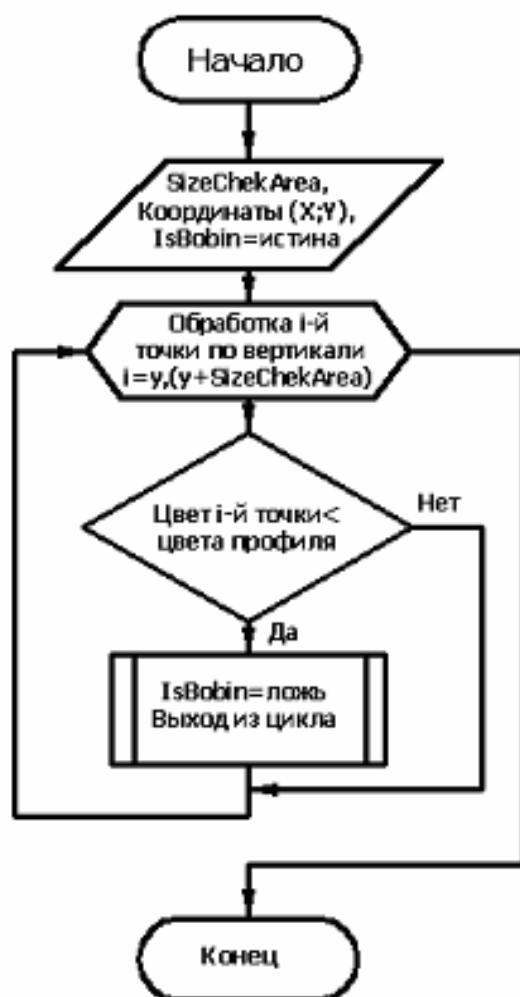 Начало
SizeChekArea,
Координаты (X;Y),
IsBobin=истина
Обработка i-й
точки по вертикали
i=y,(y+SizeChekArea)
Цвет i-й точки<
цвета профиля
Нет
Да
IsBobin=ложь
Выход из цикла
Конец